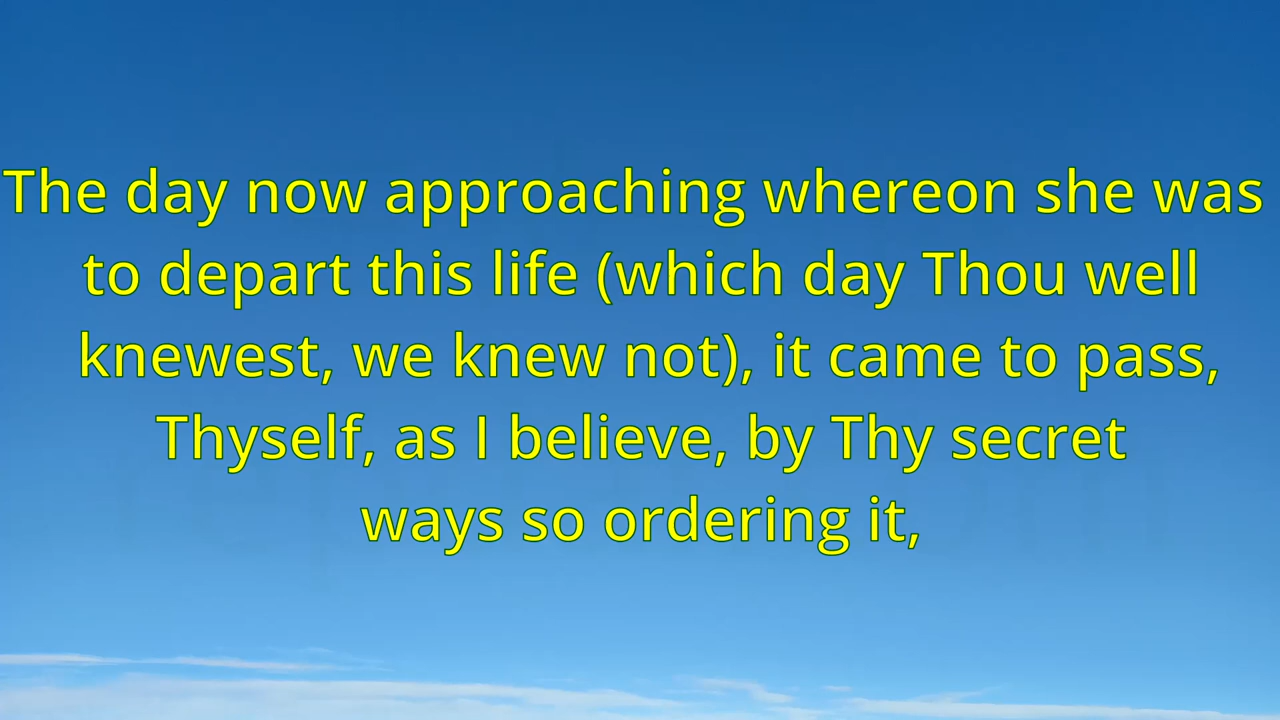 The day now approaching whereon she was
to depart this life (which day Thou well
knewest, we knew not), it came to pass,
Thyself, as I believe, by Thy secret
ways so ordering it,